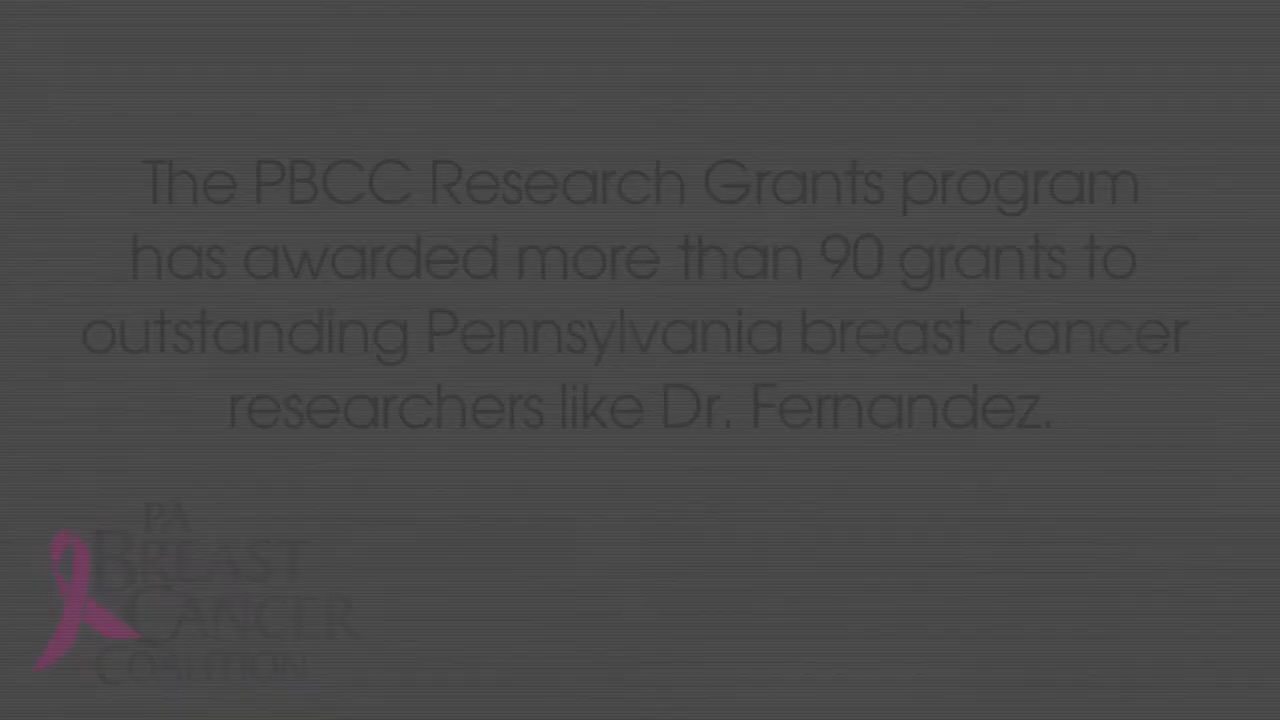 The PBCC Research Grants program
has awarded more than 90 grants to
outstanding Pennsylvania breast cancer
researchers like Dr. Fernandez.
PA
BREAST
CANCER
COALITION